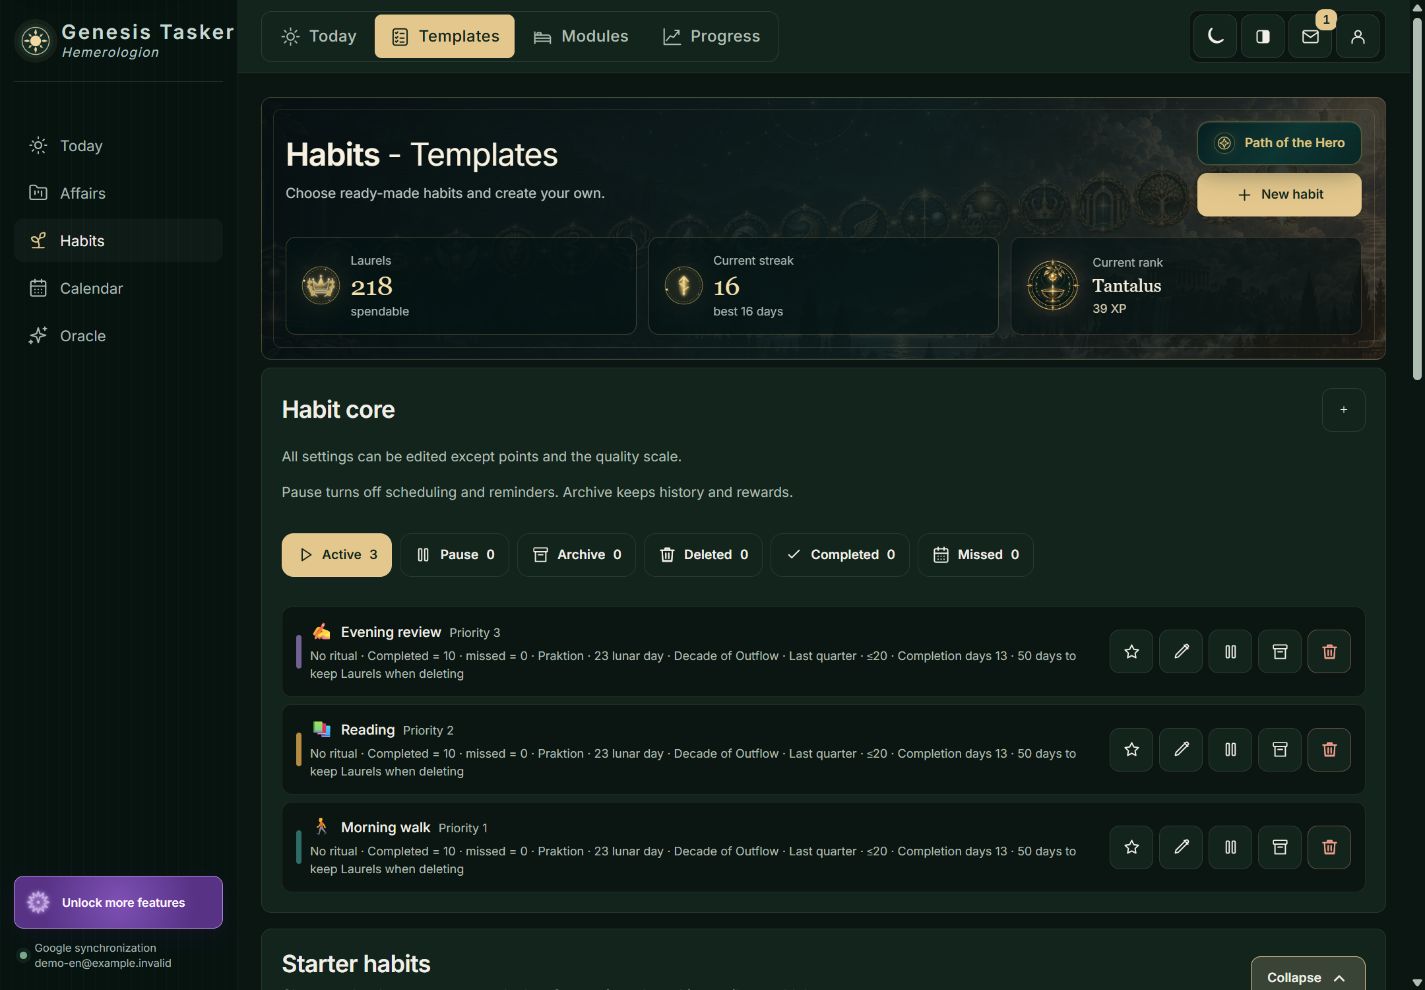 Genesis Tasker
Hemerologion
Today
Templates
Modules
Progress
1
Today
Affairs
Habits
Calendar
Oracle
Unlock more features
Google synchronization
demo-en@example.invalid
Habits - Templates
Choose ready-made habits and create your own.
Path of the Hero
New habit
Laurels
218
spendable
Current streak
16
best 16 days
Current rank
Tantalus
39 XP
Habit core
+
All settings can be edited except points and the quality scale.
Pause turns off scheduling and reminders. Archive keeps history and rewards.
Active 3
Pause 0
Archive 0
Deleted 0
Completed 0
Missed 0
Evening review Priority 3
No ritual · Completed = 10 · missed = 0 · Praktion · 23 lunar day · Decade of Outflow · Last quarter · ≤20 · Completion days 13 · 50 days to
keep Laurels when deleting
Reading Priority 2
No ritual · Completed = 10 · missed = 0 · Praktion · 23 lunar day · Decade of Outflow · Last quarter · ≤20 · Completion days 13 · 50 days to
keep Laurels when deleting
Morning walk Priority 1
No ritual · Completed = 10 · missed = 0 · Praktion · 23 lunar day · Decade of Outflow · Last quarter · ≤20 · Completion days 13 · 50 days to
keep Laurels when deleting
Starter habits
Collapse